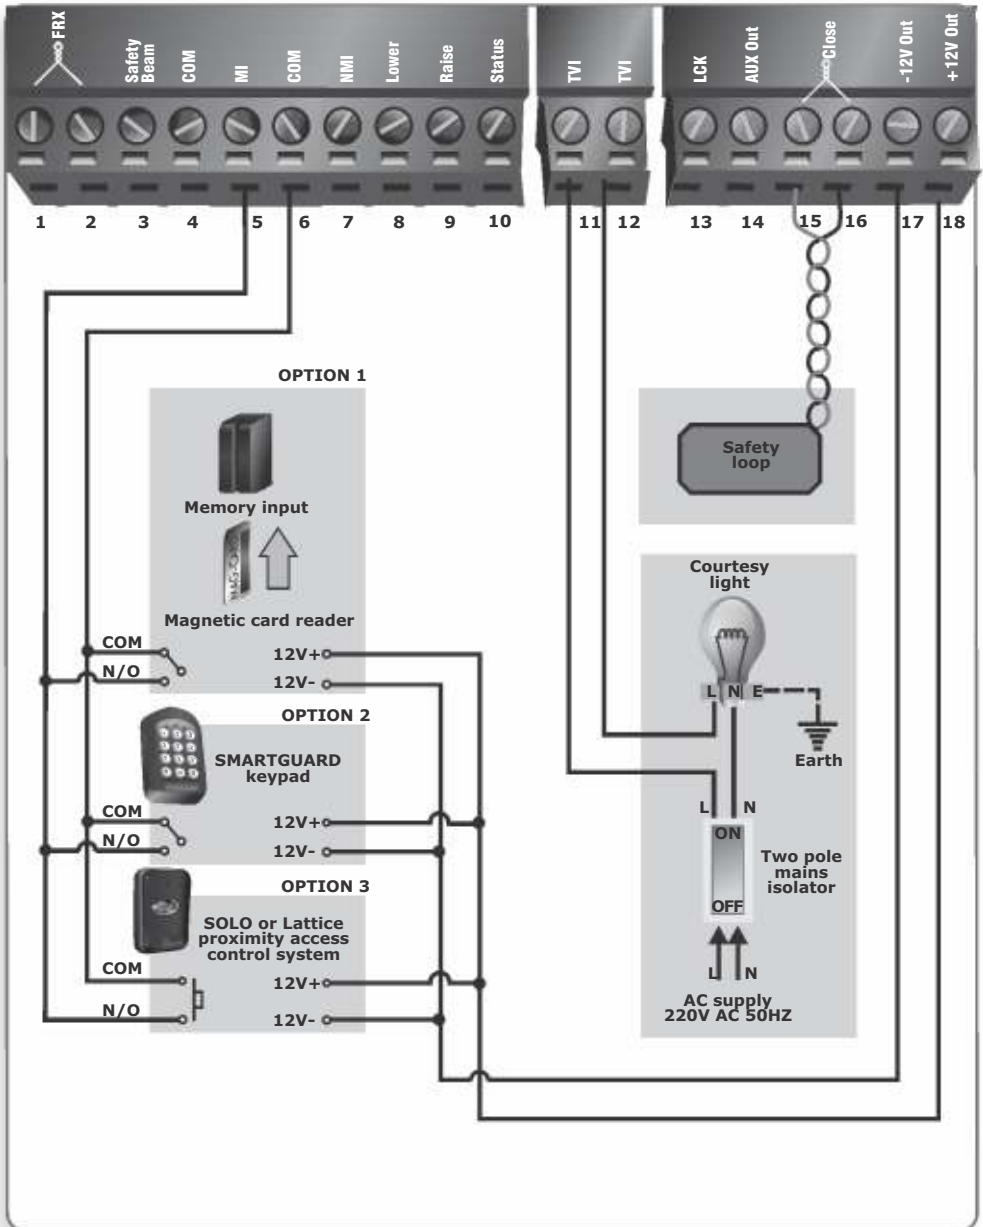 FRX
Safety
Beam
COM
MI
COM
NMI
Lower
Raise
Status
TVI
TVI
LCK
AUX Out
Close
-12V Out
+12V Out
1 2 3 4 5 6 7 8 9 10 11 12 13 14 15 16 17 18
OPTION 1
Memory input
MAG-CARD
Magnetic card reader
COM
N/O
12V+
12V-
OPTION 2
SMARTGUARD
keypad
COM
N/O
12V+
12V-
OPTION 3
SOLO or Lattice
proximity access
control system
COM
N/O
12V+
12V-
Safety
loop
Courtesy
light
L N E
Earth
L N
ON
OFF
Two pole
mains
isolator
L N
AC supply
220V AC 50HZ